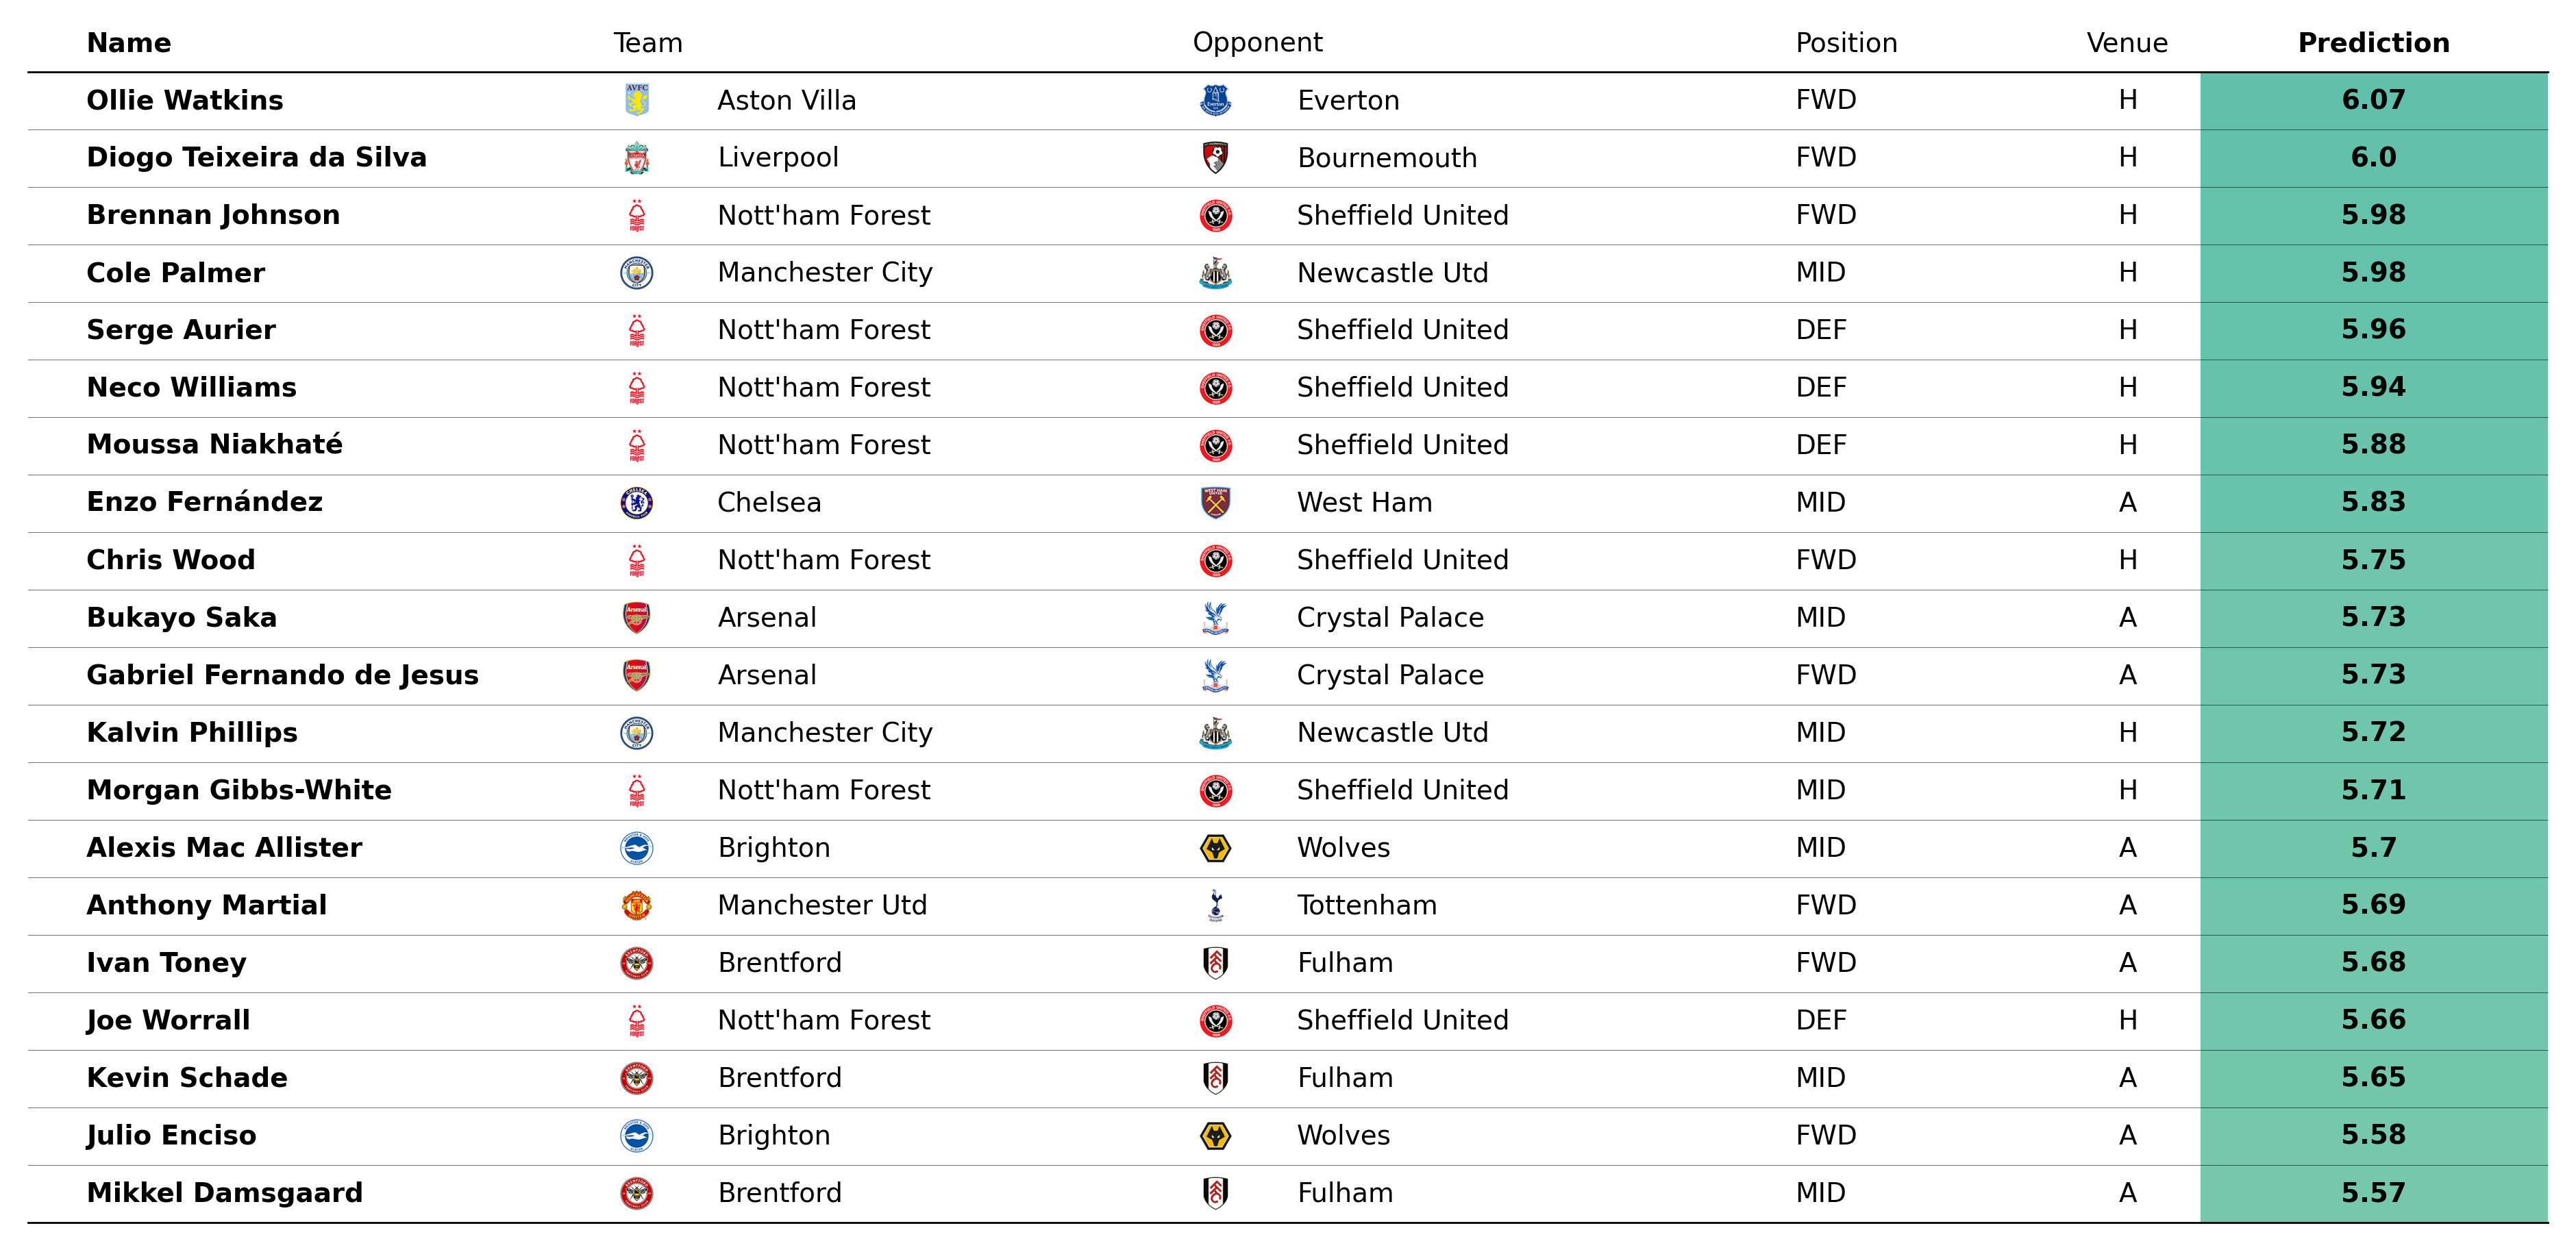 Name Team Opponent Position Venue Prediction
Ollie Watkins Aston Villa Everton FWD H 6.07
Diogo Teixeira da Silva Liverpool Bournemouth FWD H 6.0
Brennan Johnson Nott'ham Forest Sheffield United FWD H 5.98
Cole Palmer Manchester City Newcastle Utd MID H 5.98
Serge Aurier Nott'ham Forest Sheffield United DEF H 5.96
Neco Williams Nott'ham Forest Sheffield United DEF H 5.94
Moussa Niakhaté Nott'ham Forest Sheffield United DEF H 5.88
Enzo Fernández Chelsea West Ham MID A 5.83
Chris Wood Nott'ham Forest Sheffield United FWD H 5.75
Bukayo Saka Arsenal Crystal Palace MID A 5.73
Gabriel Fernando de Jesus Arsenal Crystal Palace FWD A 5.73
Kalvin Phillips Manchester City Newcastle Utd MID H 5.72
Morgan Gibbs-White Nott'ham Forest Sheffield United MID H 5.71
Alexis Mac Allister Brighton Wolves MID A 5.7
Anthony Martial Manchester Utd Tottenham FWD A 5.69
Ivan Toney Brentford Fulham FWD A 5.68
Joe Worrall Nott'ham Forest Sheffield United DEF H 5.66
Kevin Schade Brentford Fulham MID A 5.65
Julio Enciso Brighton Wolves FWD A 5.58
Mikkel Damsgaard Brentford Fulham MID A 5.57